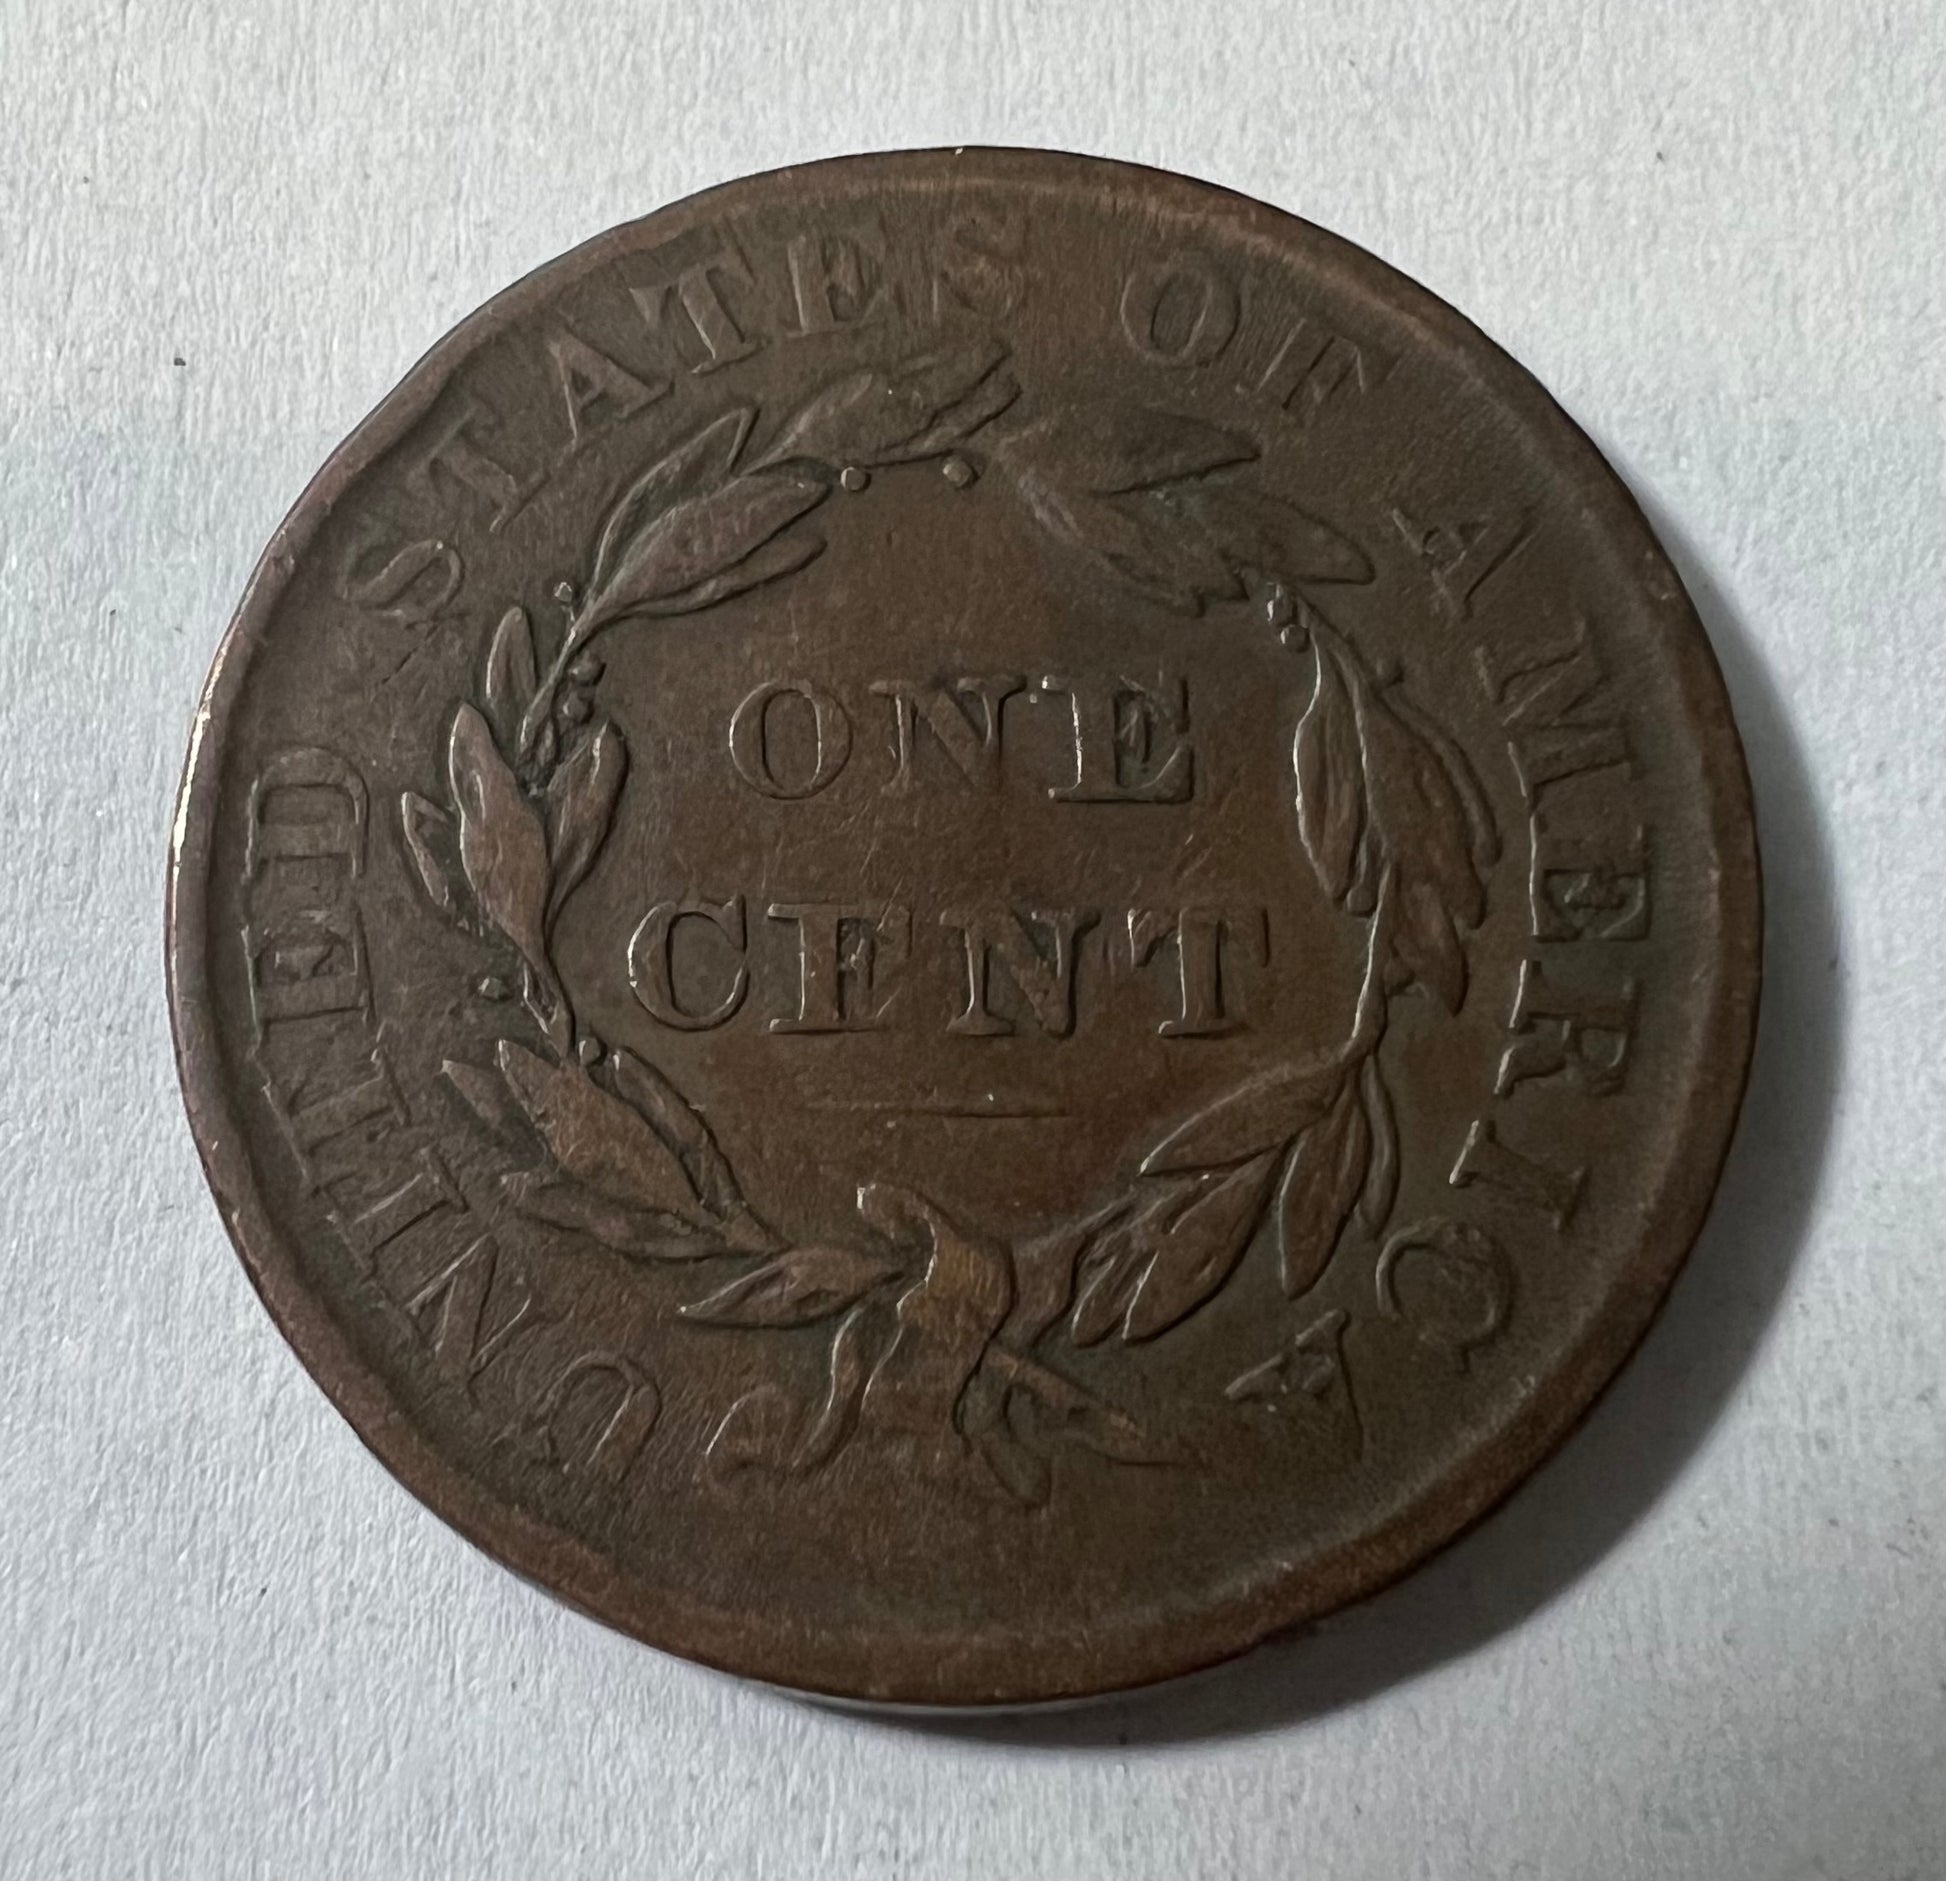 UNITED STATES OF AMERICA
ONE
CENT